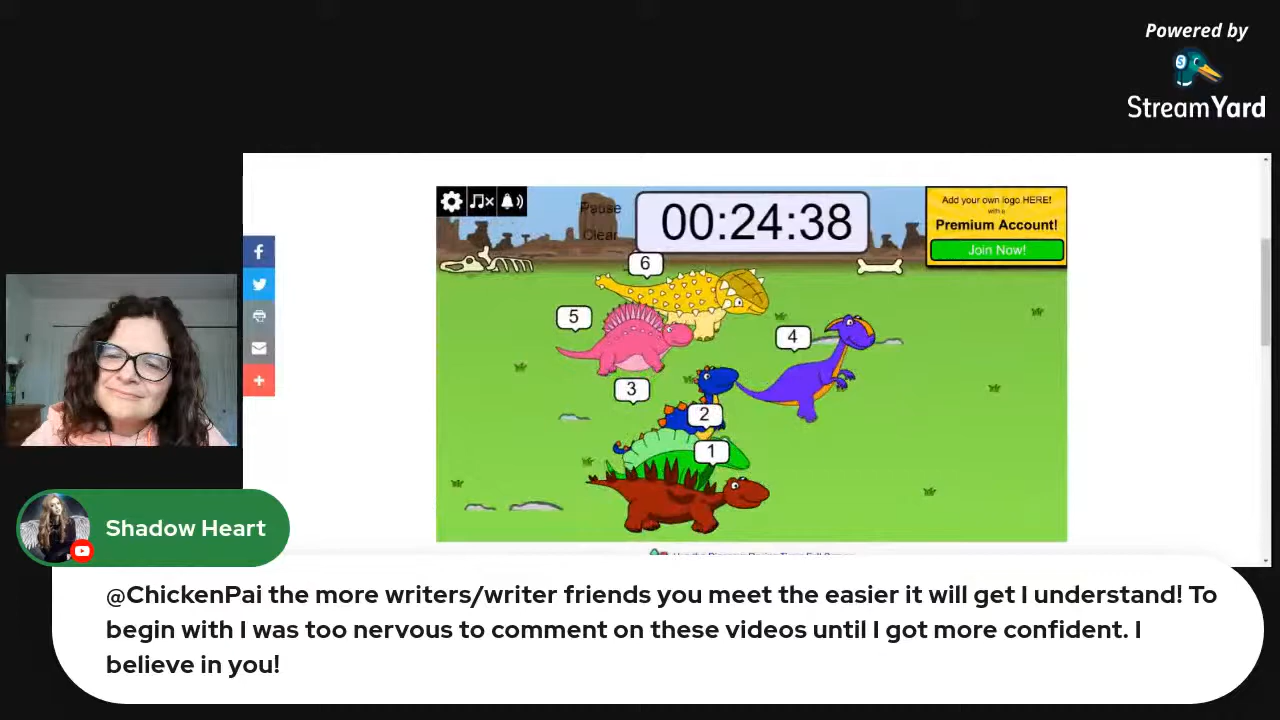 Powered by
StreamYard
Pause
Clear
00:24:38
Add your own logo HERE!
with a
Premium Account!
Join Now!
6
5
4
3
2
1
Shadow Heart
@ChickenPai the more writers/writer friends you meet the easier it will get I understand! To
begin with I was too nervous to comment on these videos until I got more confident. I
believe in you!